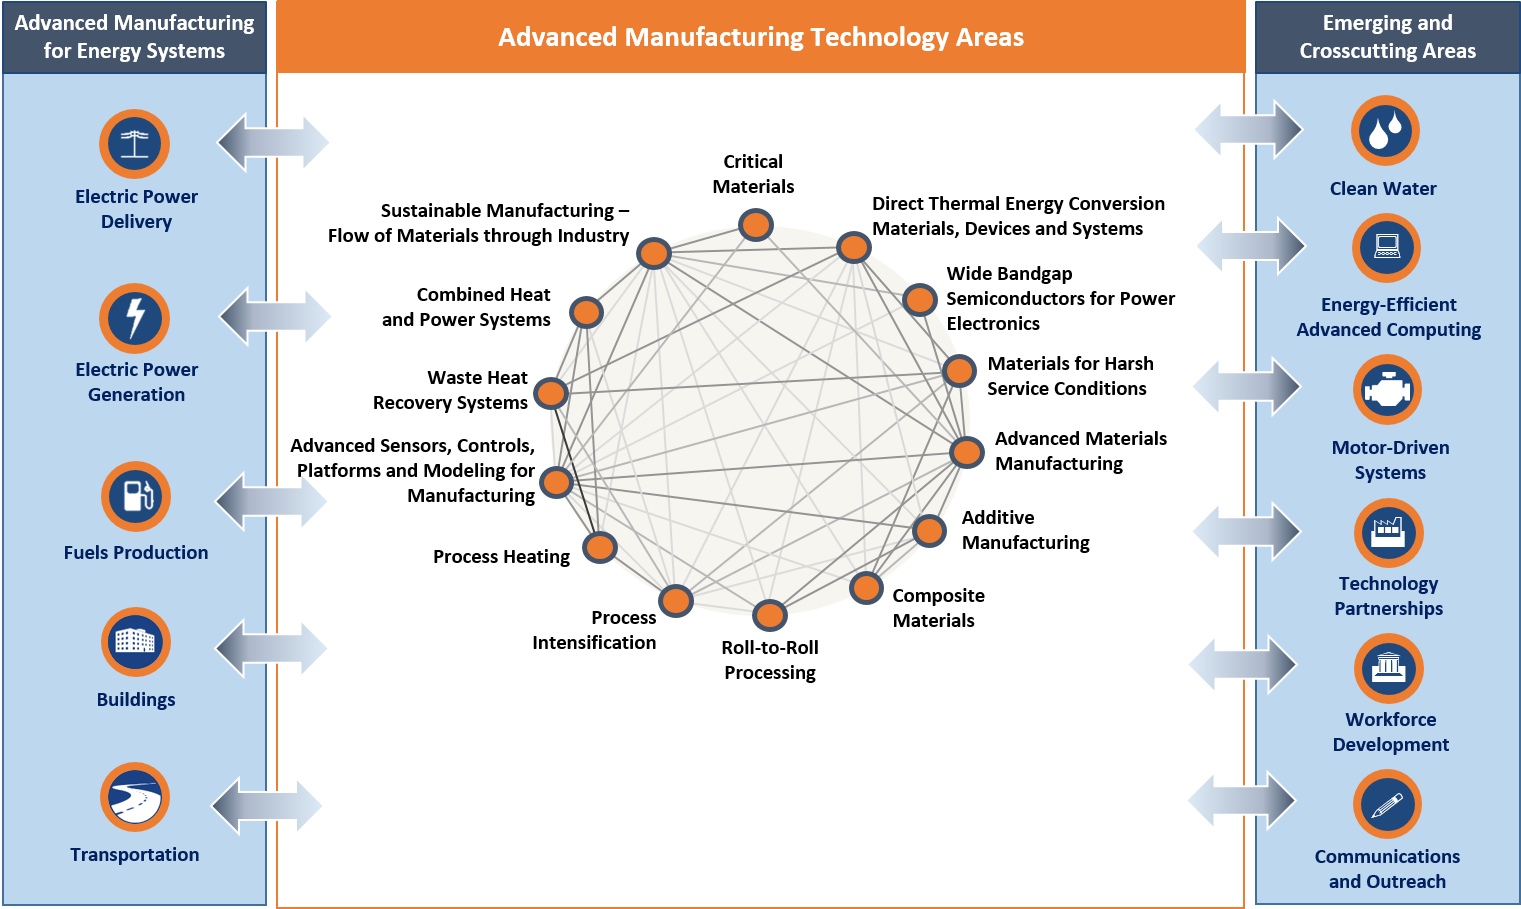 Advanced Manufacturing
for Energy Systems
Electric Power
Delivery
Electric Power
Generation
Fuels Production
Buildings
Transportation
Advanced Manufacturing Technology Areas
Critical
Materials
Direct Thermal Energy Conversion
Materials, Devices and Systems
Wide Bandgap
Semiconductors for Power
Electronics
Materials for Harsh
Service Conditions
Advanced Materials
Manufacturing
Additive
Manufacturing
Composite
Materials
Roll-to-Roll
Processing
Process
Intensification
Process Heating
Advanced Sensors, Controls,
Platforms and Modeling for
Manufacturing
Waste Heat
Recovery Systems
Combined Heat
and Power Systems
Sustainable Manufacturing –
Flow of Materials through Industry
Emerging and
Crosscutting Areas
Clean Water
Energy-Efficient
Advanced Computing
Motor-Driven
Systems
Technology
Partnerships
Workforce
Development
Communications
and Outreach